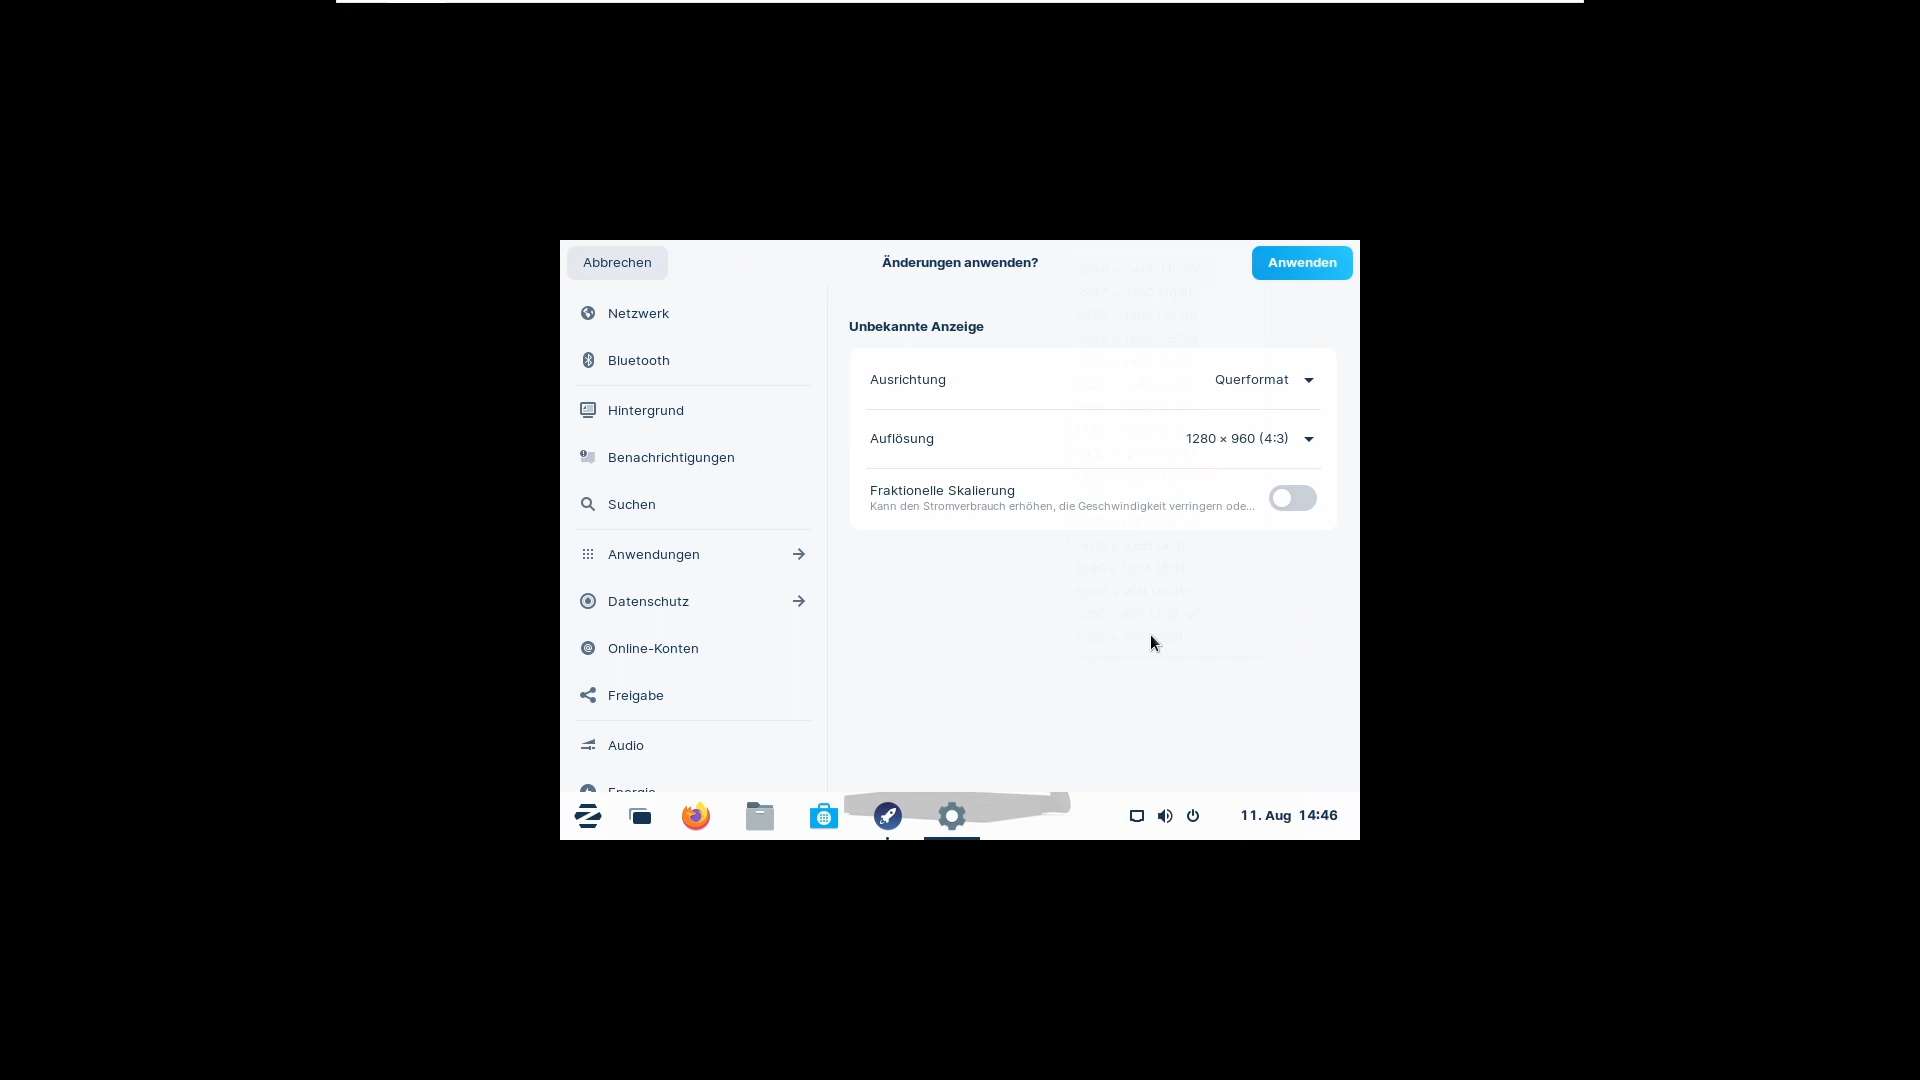 Abbrechen
Änderungen anwenden?
Anwenden
Netzwerk
Bluetooth
Hintergrund
Benachrichtigungen
Suchen
Anwendungen
Datenschutz
Online-Konten
Freigabe
Audio
Energie
Unbekannte Anzeige
Ausrichtung
Querformat
Auflösung
1280 × 960 (4:3)
Fraktionelle Skalierung
Kann den Stromverbrauch erhöhen, die Geschwindigkeit verringern ode...
11. Aug 14:46